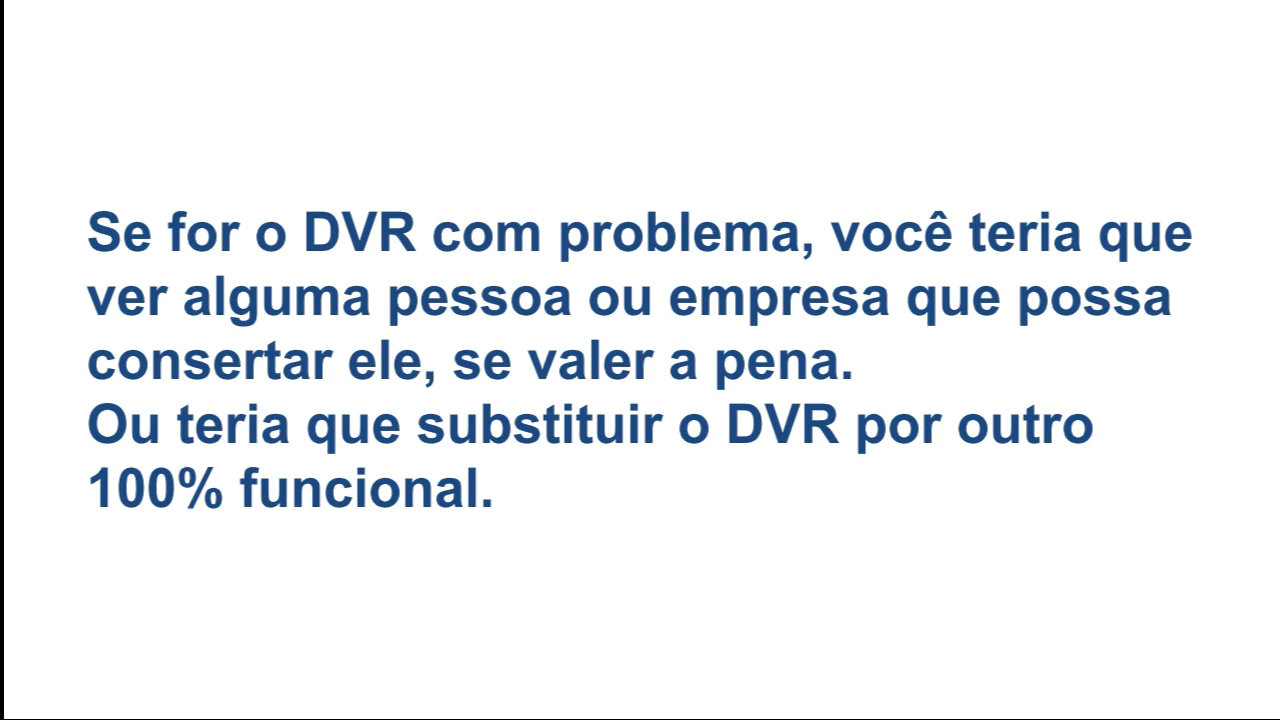 Se for o DVR com problema, você teria que
ver alguma pessoa ou empresa que possa
consertar ele, se valer a pena.
Ou teria que substituir o DVR por outro
100% funcional.